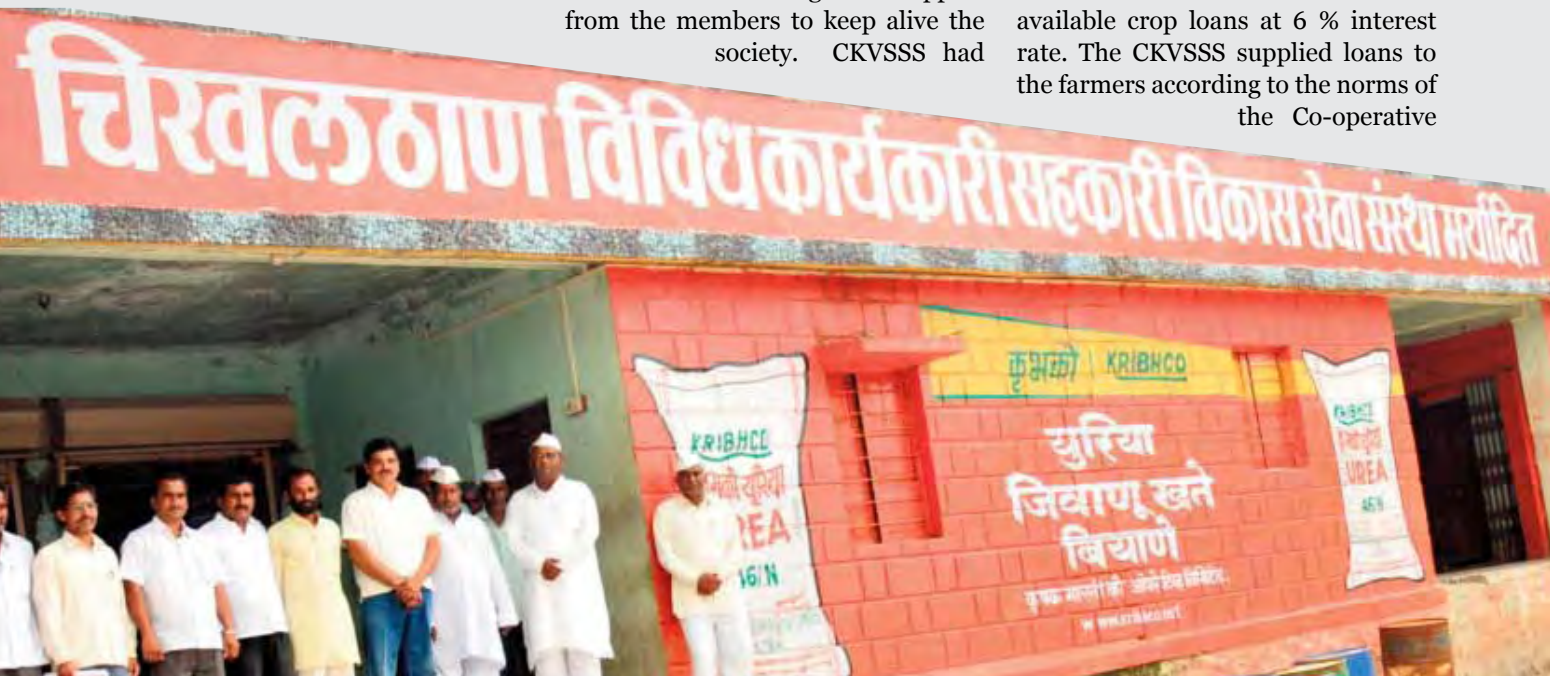 from the members to keep alive the
society. CKVSSS had
available crop loans at 6 % interest
rate. The CKVSSS supplied loans to
the farmers according to the norms of
the Co-operative
चिखलठाण विविध कार्यकारी सहकारी विकास सेवा संस्था मर्यादित
कृभको | KRIBHCO
युरिया
जिवाणू खते
बियाणे
KRIBHCO
UREA
46%N
KRIBHCO
UREA
46%N